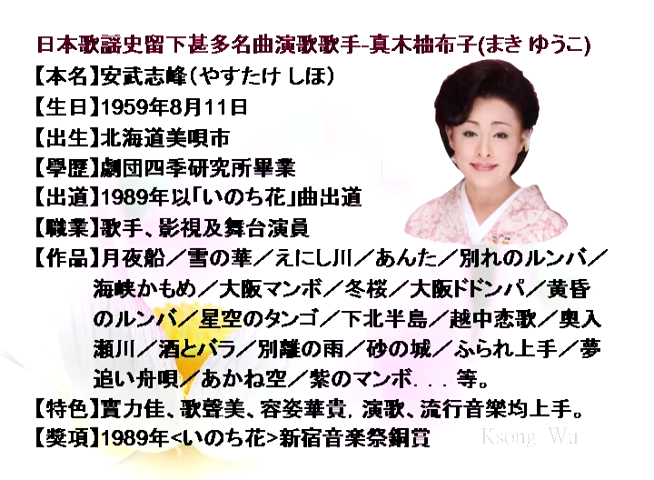 日本歌謡史留下甚多名曲演歌歌手-真木柚布子(まき ゆうこ)
【本名】安武志峰（やすたけ しほ）
【生日】1959年8月11日
【出生】北海道美唄市
【學歷】劇団四季研究所畢業
【出道】1989年以｢いのち花｣曲出道
【職業】歌手、影視及舞台演員
【作品】月夜船／雪の華／えにし川／あんた／別れのルンバ／
海峡かもめ／大阪マンボ／冬桜／大阪ドドンパ／黄昏
のルンバ／星空のタンゴ／下北半島／越中恋歌／奥入
瀬川／酒とバラ／別離の雨／砂の城／ふられ上手／夢
追い舟唄／あかね空／紫のマンボ...等。
【特色】實力佳、歌聲美、容姿華貴, 演歌、流行音樂均上手。
【獎項】1989年<いのち花>新宿音楽祭銅賞
Ksong Wu